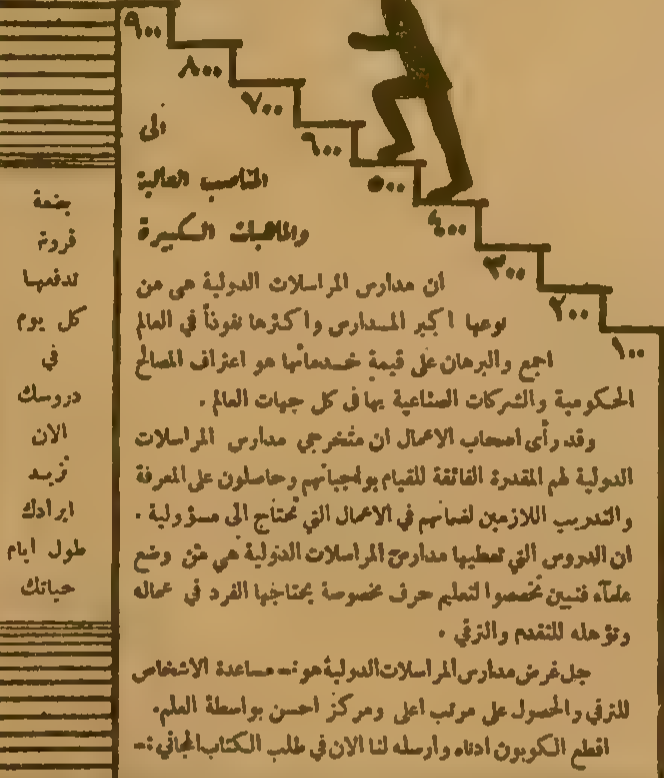 ٩٠٠
٨٠٠
٧٠٠
٦٠٠
٥٠٠
٤٠٠
٣٠٠
٢٠٠
١٠٠
الى
المناصب العالية
والماهيات الكبيرة
ان مدارس المراسلات الدولية هي من
نوعها اكبر المدارس واكثرها نفوذاً في العالم
اجمع والبرهان على قيمة خدماتها هو اعتراف المصالح
الحكومية والشركات الصناعية بها في كل جهات العالم .
وقد رأى اصحاب الاعمال ان متخرجي مدارس المراسلات
الدولية لهم المقدرة الفائقة للقيام بواجباتهم وحاصلون على المعرفة
والتدريب اللازمين لضمانهم في الاعمال التي تحتاج الى مسؤولية .
ان الدروس التي تعطيها مدارس المراسلات الدولية هي من وضع
علماء فنيين تخصصوا لتعليم حرف مخصوصة يحتاجها الفرد في عماله
وتؤهله للتقدم والترقي .
جل غرض مدارس المراسلات الدولية هو :— مساعدة الاشخاص
للترقي والحصول على مرتب اعلى ومركز احسن بواسطة العلم.
اقطع الكوبون ادناه وارسله لنا الان في طلب الكتاب المجاني :—
بضعة
قروش
تدفعها
كل يوم
في
دروسك
الان
تزيد
ايرادك
طول ايام
حياتك